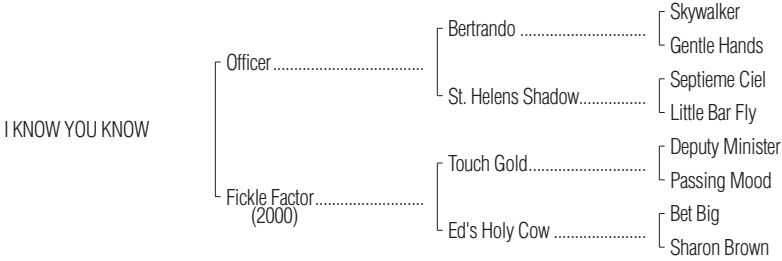 Skywalker
Bertrando ..............................
Gentle Hands
Officer....................................
Septieme Ciel
St. Helens Shadow................
Little Bar Fly
I KNOW YOU KNOW
Deputy Minister
Touch Gold............................
Passing Mood
Fickle Factor..........................
(2000)
Bet Big
Ed's Holy Cow ......................
Sharon Brown